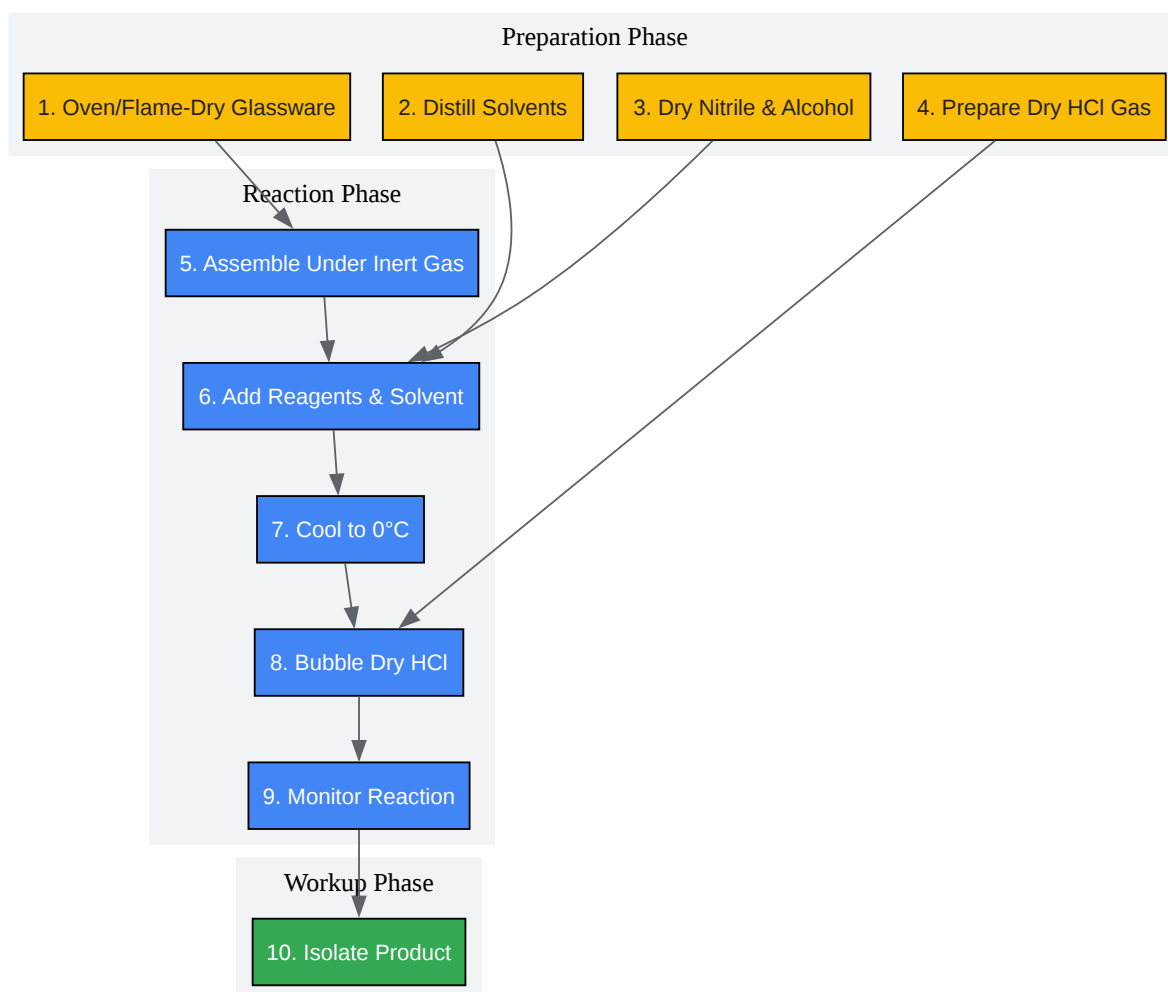 Preparation Phase
1. Oven/Flame-Dry Glassware
2. Distill Solvents
3. Dry Nitrile & Alcohol
4. Prepare Dry HCl Gas
Reaction Phase
5. Assemble Under Inert Gas
6. Add Reagents & Solvent
7. Cool to 0°C
8. Bubble Dry HCl
9. Monitor Reaction
Workup Phase
10. Isolate Product